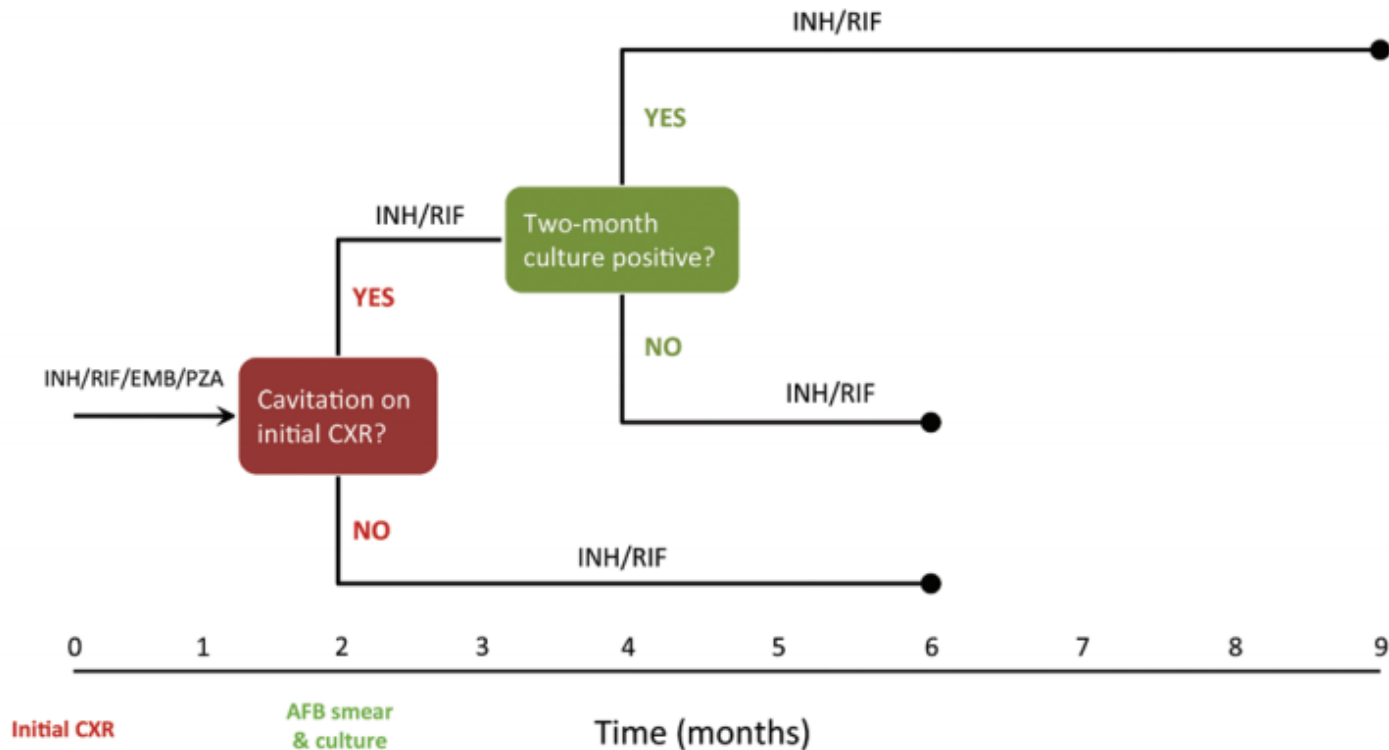 INH/RIF
YES
INH/RIF
Two-month
culture positive?
YES
NO
INH/RIF/EMB/PZA
Cavitation on
initial CXR?
INH/RIF
NO
INH/RIF
0 1 2 3 4 5 6 7 8 9
Initial CXR
AFB smear
& culture
Time (months)